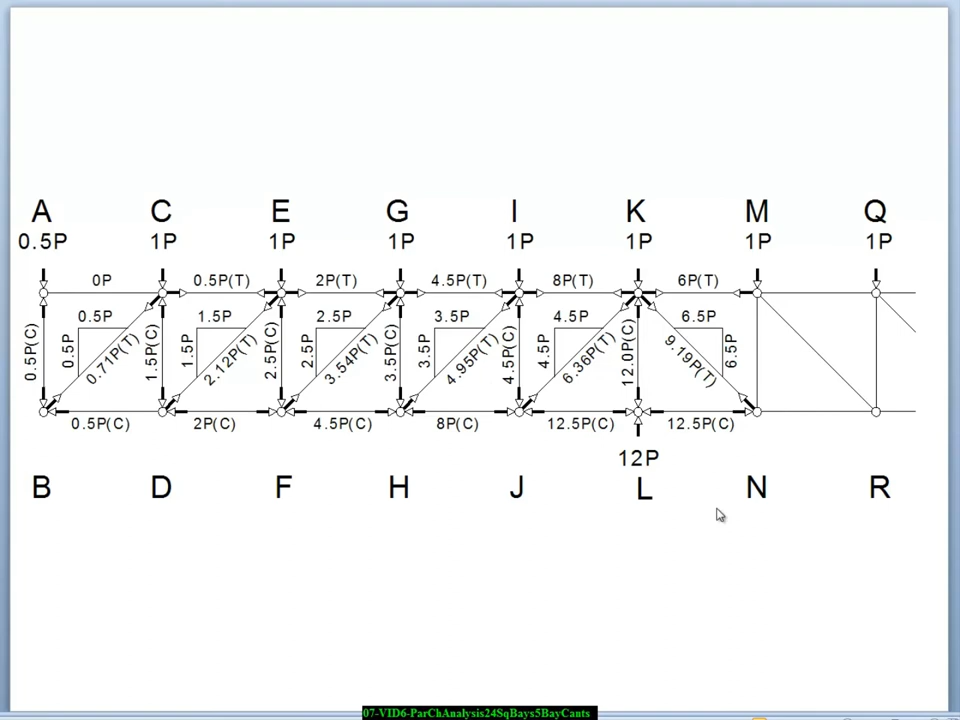 A C E G I K M Q
0.5P 1P 1P 1P 1P 1P 1P 1P
0P 0.5P(T) 2P(T) 4.5P(T) 8P(T) 6P(T)
0.5P 1.5P 2.5P 3.5P 4.5P 6.5P
0.5P(C) 0.5P 0.71P(T) 1.5P(C) 1.5P 2.12P(T) 2.5P(C) 2.5P 3.54P(T) 3.5P(C) 3.5P 4.95P(T) 4.5P(C) 4.5P 6.36P(T) 12.0P(C) 9.19P(T) 6.5P
0.5P(C) 2P(C) 4.5P(C) 8P(C) 12.5P(C) 12.5P(C)
12P
B D F H J L N R
07-VID6-ParChAnalysis24SqBays5BayCants